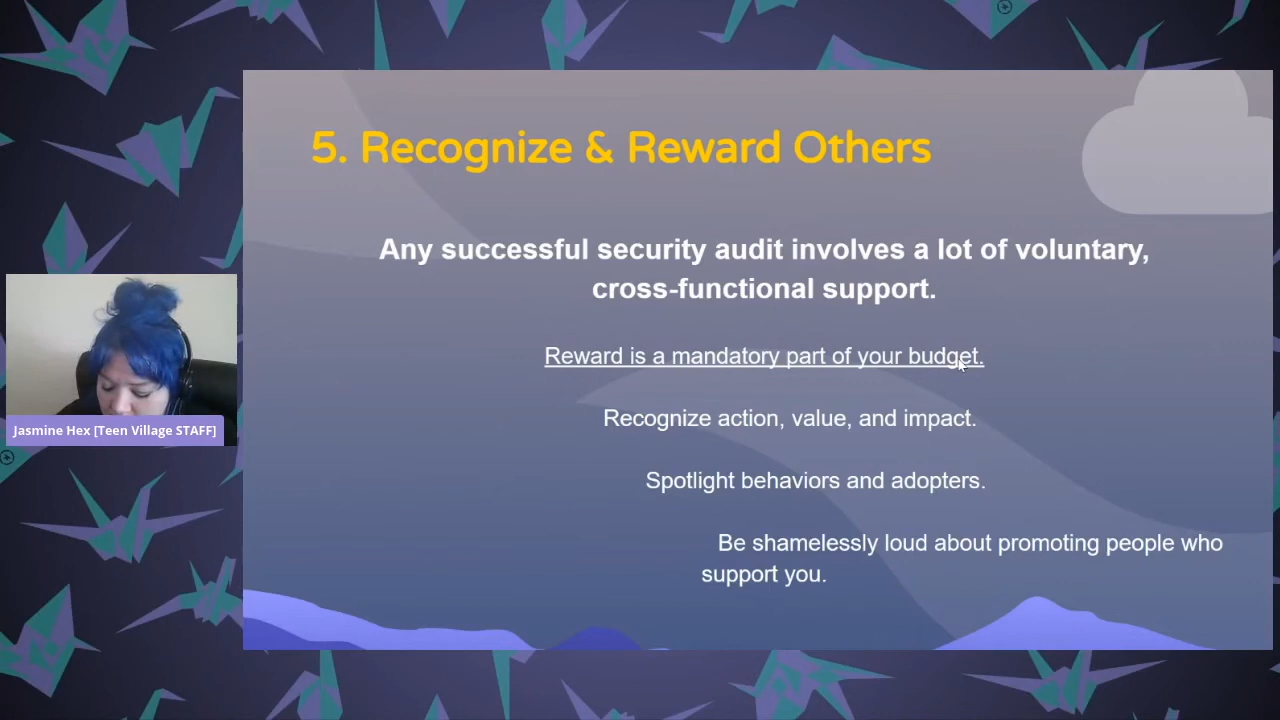 5. Recognize & Reward Others
Any successful security audit involves a lot of voluntary,
cross-functional support.
Reward is a mandatory part of your budget.
Recognize action, value, and impact.
Spotlight behaviors and adopters.
Be shamelessly loud about promoting people who
support you.
Jasmine Hex [Teen Village STAFF]